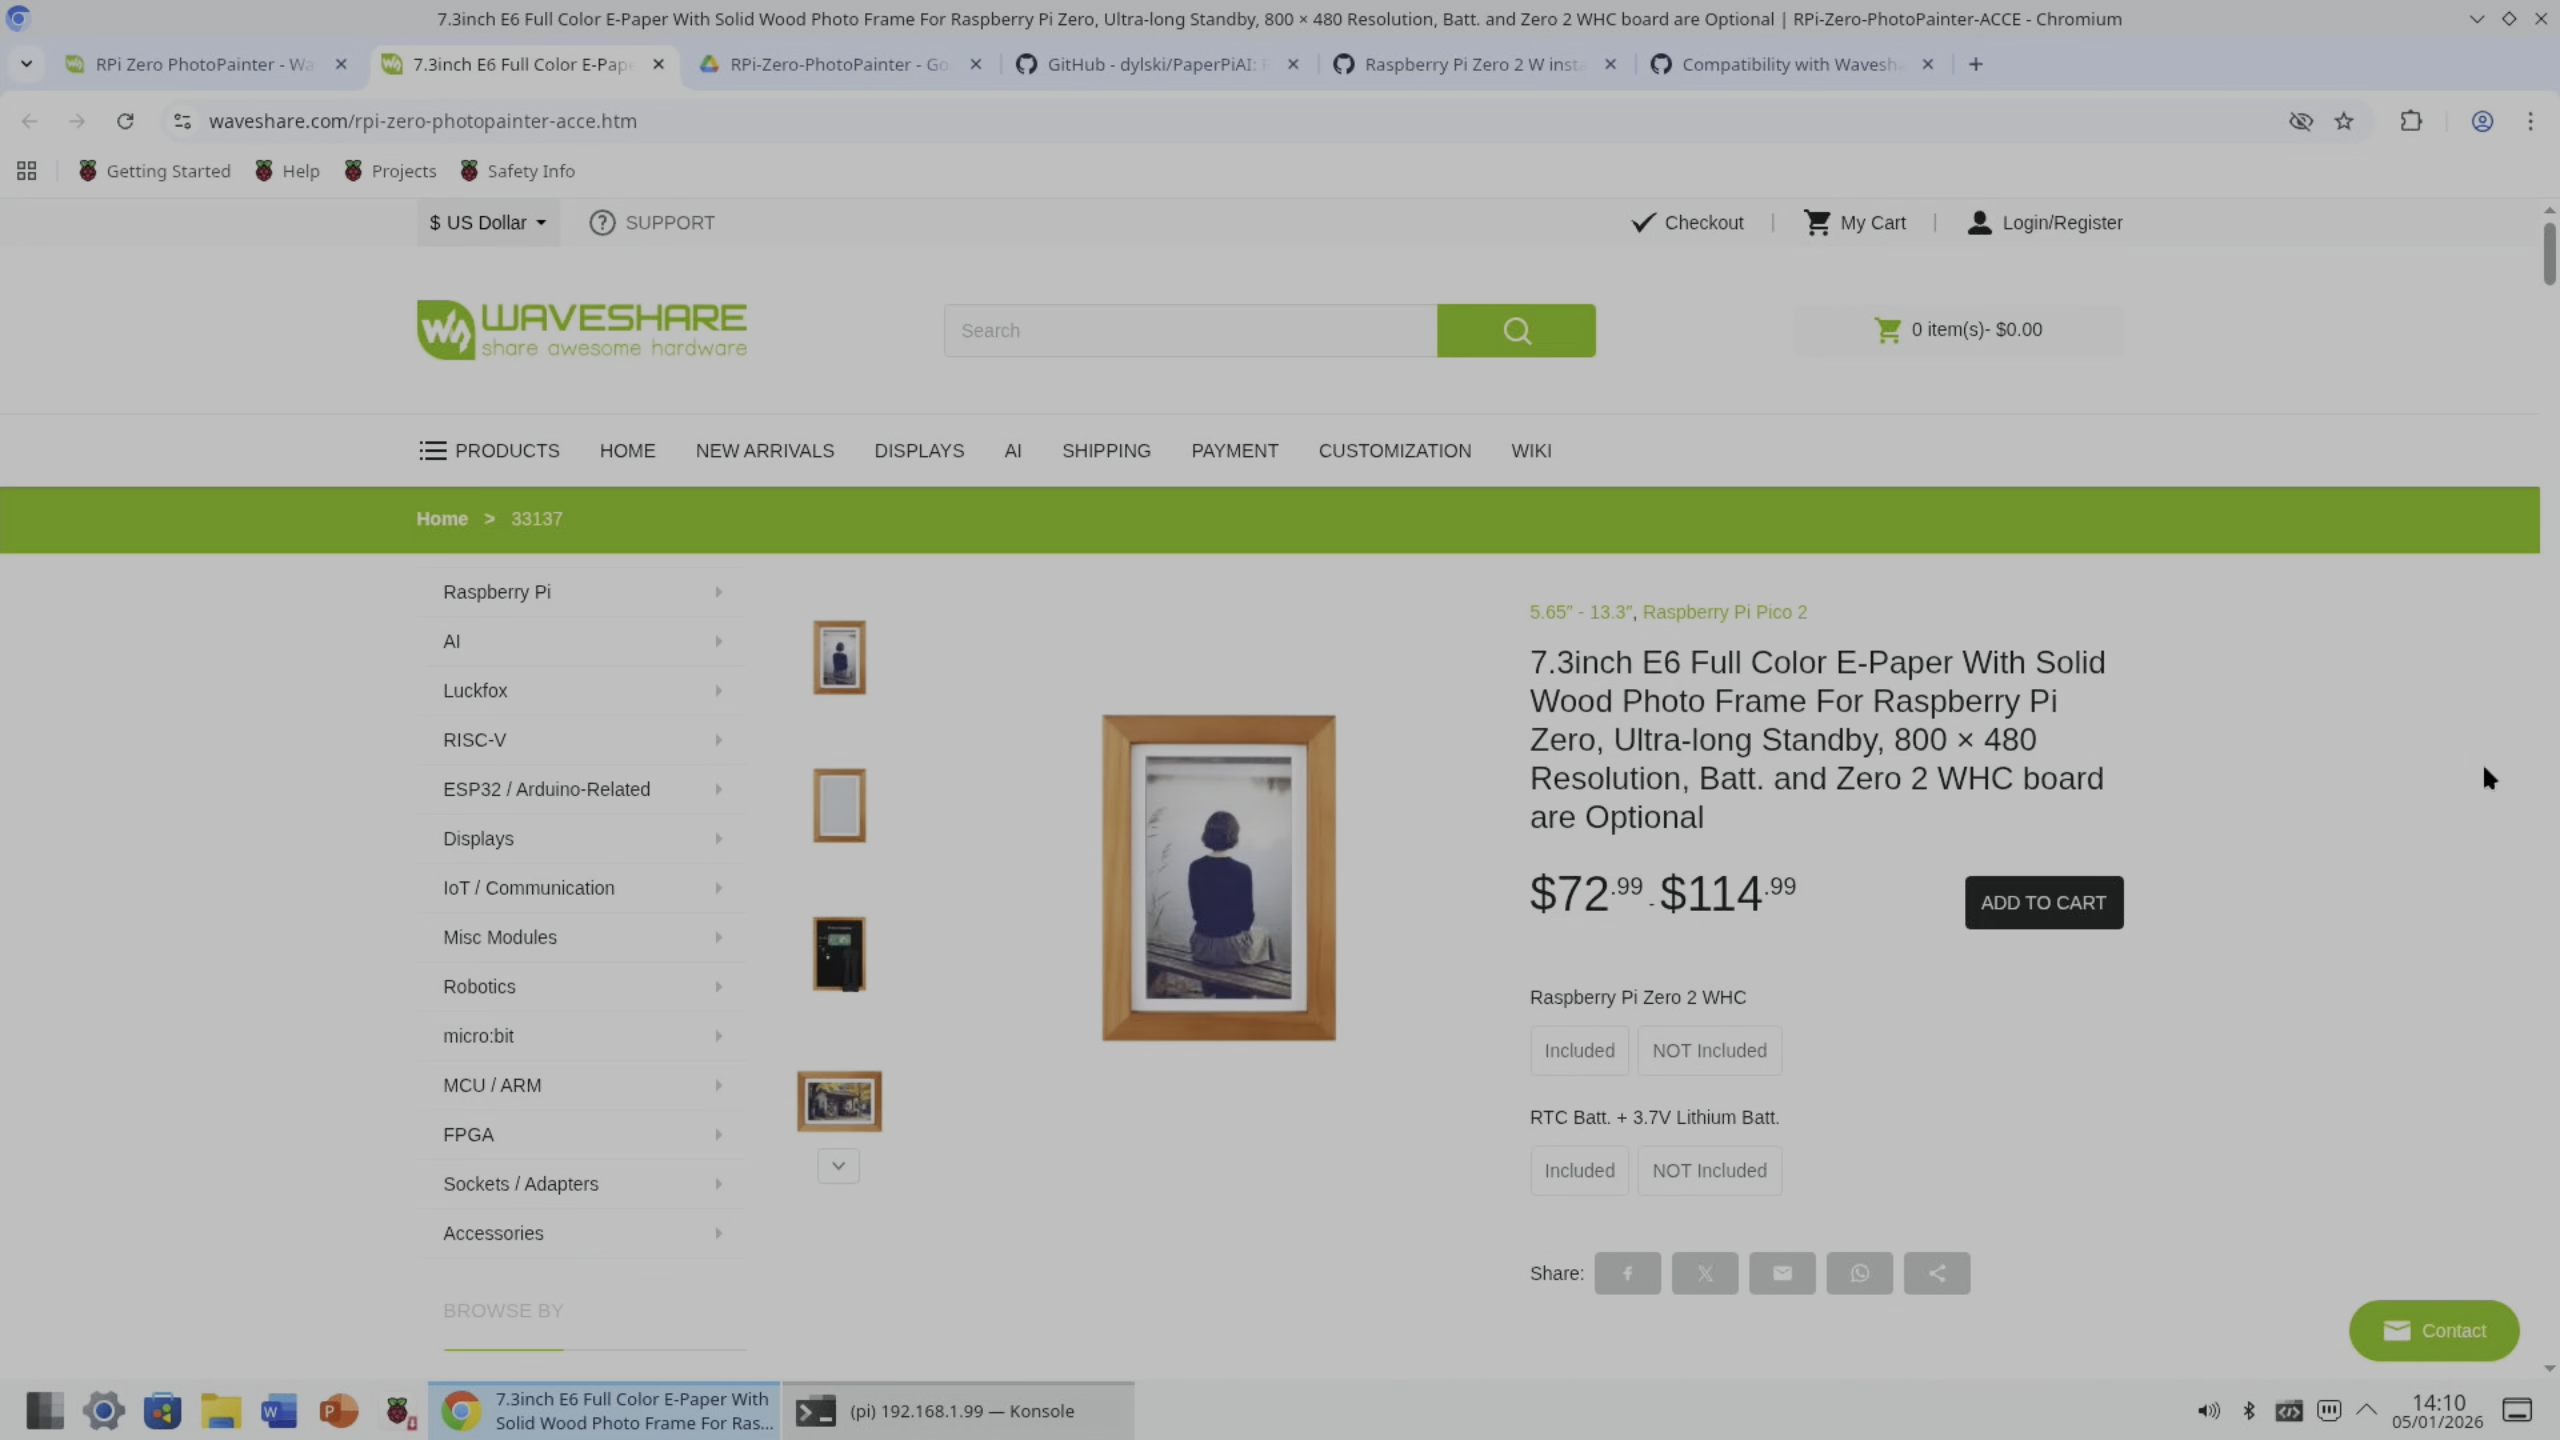 7.3inch E6 Full Color E-Paper With Solid Wood Photo Frame For Raspberry Pi Zero, Ultra-long Standby, 800 × 480 Resolution, Batt. and Zero 2 WHC board are Optional | RPi-Zero-PhotoPainter-ACCE - Chromium
RPi Zero PhotoPainter - Wa
7.3inch E6 Full Color E-Pape
RPi-Zero-PhotoPainter - Go
GitHub - dylski/PaperPiAI:
Raspberry Pi Zero 2 W insta
Compatibility with Wavesh
waveshare.com/rpi-zero-photopainter-acce.htm
Getting Started
Help
Projects
Safety Info
$ US Dollar
SUPPORT
Checkout
|
My Cart
|
Login/Register
WAVESHARE
share awesome hardware
Search
0 item(s)- $0.00
PRODUCTS
HOME
NEW ARRIVALS
DISPLAYS
AI
SHIPPING
PAYMENT
CUSTOMIZATION
WIKI
Home > 33137
Raspberry Pi
AI
Luckfox
RISC-V
ESP32 / Arduino-Related
Displays
IoT / Communication
Misc Modules
Robotics
micro:bit
MCU / ARM
FPGA
Sockets / Adapters
Accessories
BROWSE BY
5.65″ - 13.3″, Raspberry Pi Pico 2
7.3inch E6 Full Color E-Paper With Solid
Wood Photo Frame For Raspberry Pi
Zero, Ultra-long Standby, 800 × 480
Resolution, Batt. and Zero 2 WHC board
are Optional
$72.99 - $114.99
ADD TO CART
Raspberry Pi Zero 2 WHC
Included
NOT Included
RTC Batt. + 3.7V Lithium Batt.
Included
NOT Included
Share:
Contact
7.3inch E6 Full Color E-Paper With
Solid Wood Photo Frame For Ras...
(pi) 192.168.1.99 — Konsole
14:10
05/01/2026